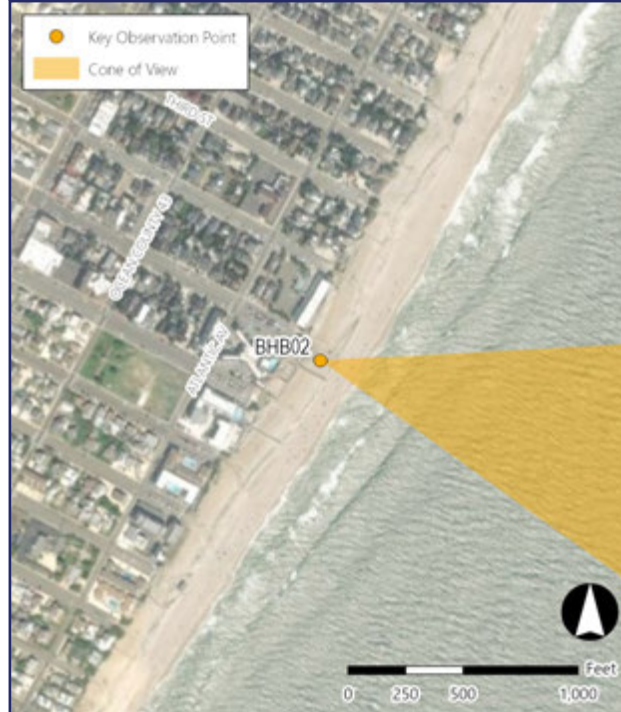 Key Observation Point
Cone of View
THIRD ST
OCEAN COUNTY 43
ATLANTIC AV
BHB02
Feet
0 250 500 1,000